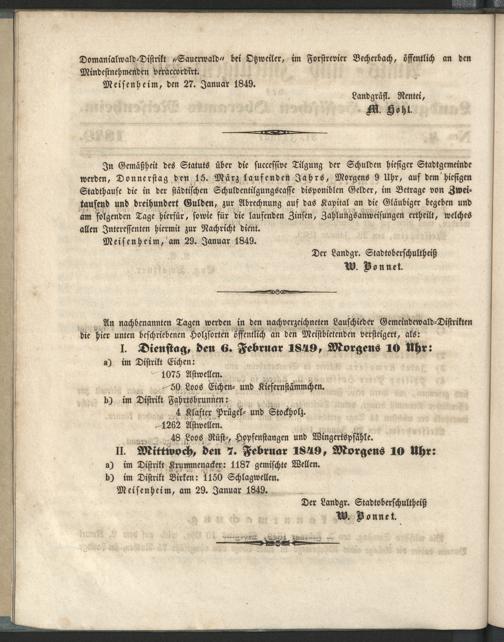 Domanialwald-Distrikt „Sauerwald“ bei Otzweiler, im Forstrevier Becherbach, öffentlich an den
Mindestnehmenden veraccordirt.
Meisenheim, den 27. Januar 1849.
Landgräfl. Rentei,
M. Hohl.
In Gemäßheit des Statuts über die successive Tilgung der Schulden hiesiger Stadtgemeinde
werden, Donnerstag den 15. März laufenden Jahrs, Morgens 9 Uhr, auf dem hiesigen
Stadthause die in der städtischen Schuldentilgungscasse disponiblen Gelder, im Betrage von Zwei-
tausend und dreihundert Gulden, zur Abrechnung auf das Kapital an die Gläubiger begeben und
am folgenden Tage hierfür, sowie für die laufenden Zinsen, Zahlungsanweisungen ertheilt, welches
allen Interessenten hiermit zur Nachricht dient.
Meisenheim, am 29. Januar 1849.
Der Landgr. Stadtoberschultheiß
W. Bonnet.
An nachbenannten Tagen werden in den nachverzeichneten Lauschieder Gemeindewald-Distrikten
die hier unten beschriebenen Holzsorten öffentlich an den Meistbietenden versteigert, als:
I. Dienstag, den 6. Februar 1849, Morgens 10 Uhr:
a) im Distrikt Eichen:
1075 Astwellen.
50 Loos Eichen- und Kiefernstämmchen.
b) im Distrikt Fahrtsbrunnen:
4 Klafter Prügel- und Stockholz.
1262 Astwellen.
48 Loos Rüst-, Hopfenstangen und Wingertspfähle.
II. Mittwoch, den 7. Februar 1849, Morgens 10 Uhr:
a) im Distrikt Krummenacker: 1187 gemischte Wellen.
b) im Distrikt Birken: 1150 Schlagwellen.
Meisenheim, am 29. Januar 1849.
Der Landgr. Stadtoberschultheiß
W. Bonnet.